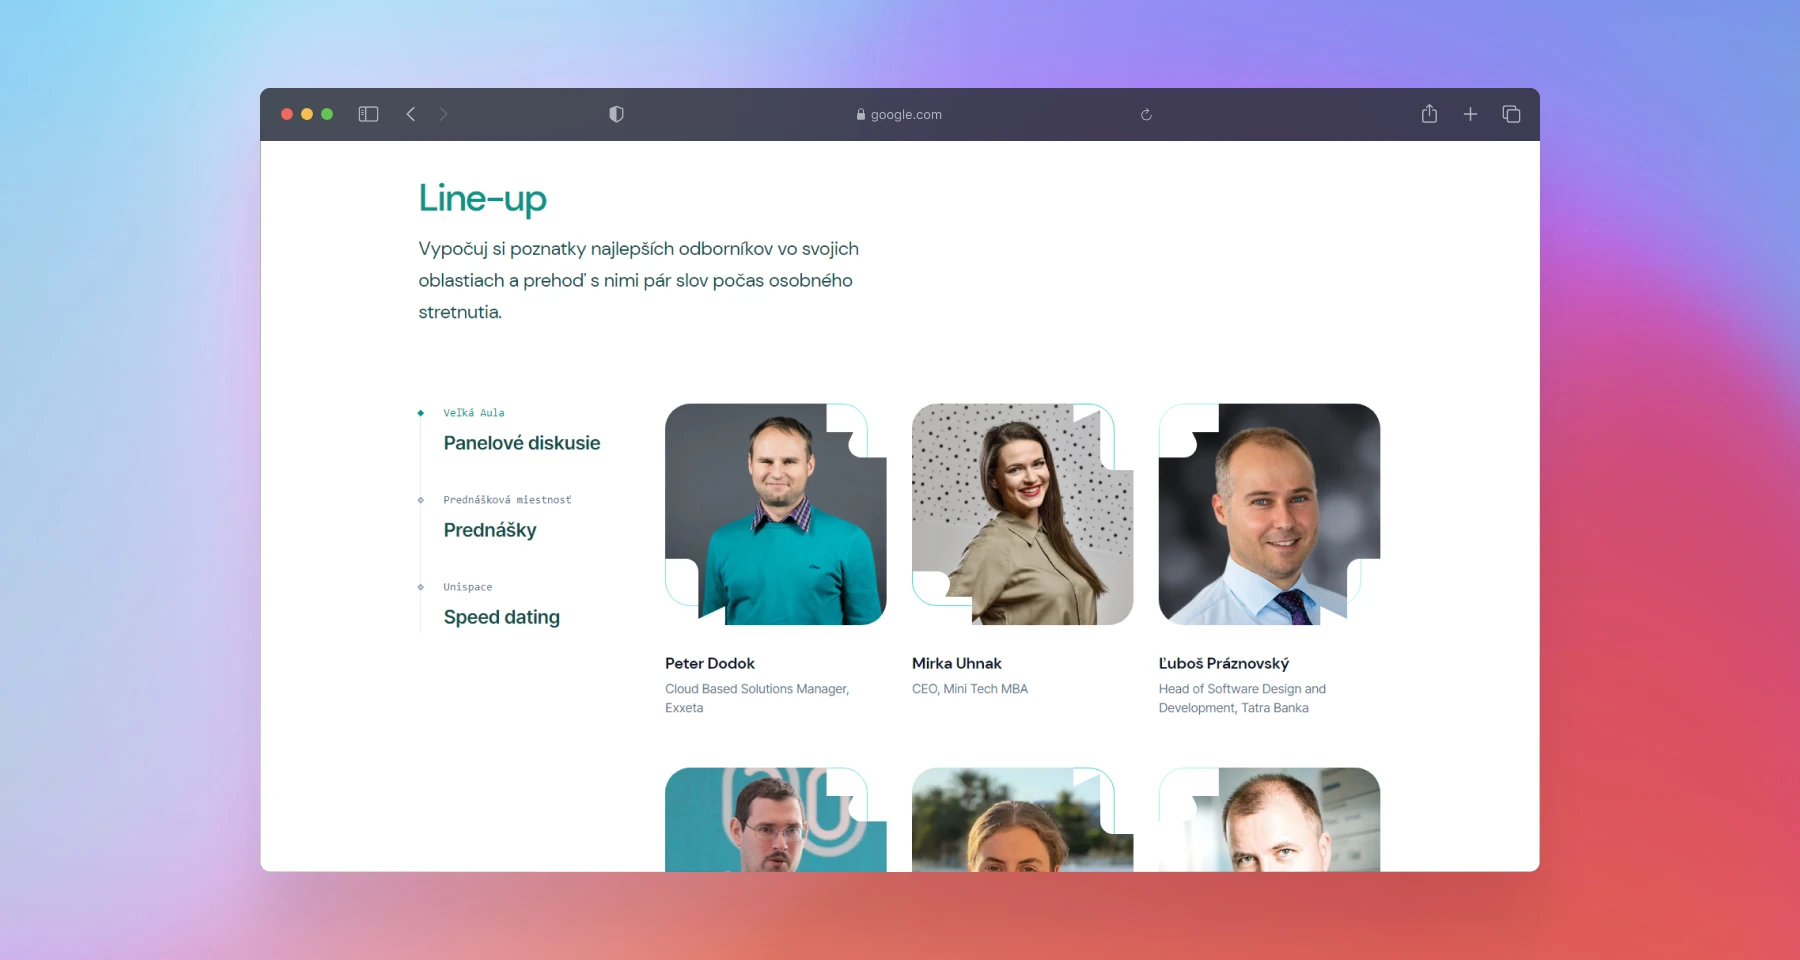 google.com
Line-up
Vypočuj si poznatky najlepších odborníkov vo svojich
oblastiach a prehoď s nimi pár slov počas osobného
stretnutia.
Veľká Aula
Panelové diskusie
Prednášková miestnosť
Prednášky
Unispace
Speed dating
Peter Dodok
Cloud Based Solutions Manager,
Exxeta
Mirka Uhnak
CEO, Mini Tech MBA
Ľuboš Práznovský
Head of Software Design and
Development, Tatra Banka